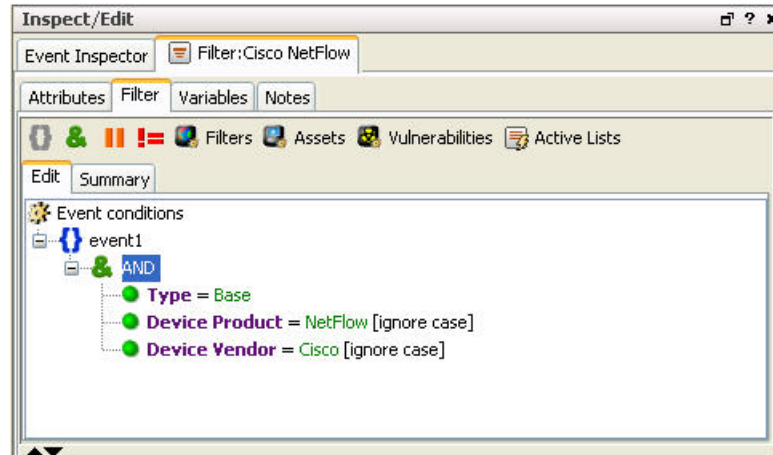 Inspect/Edit
Event Inspector Filter:Cisco NetFlow
Attributes Filter Variables Notes
{} & != Filters Assets Vulnerabilities Active Lists
Edit Summary
Event conditions
{} event1
& AND
Type = Base
Device Product = NetFlow [ignore case]
Device Vendor = Cisco [ignore case]